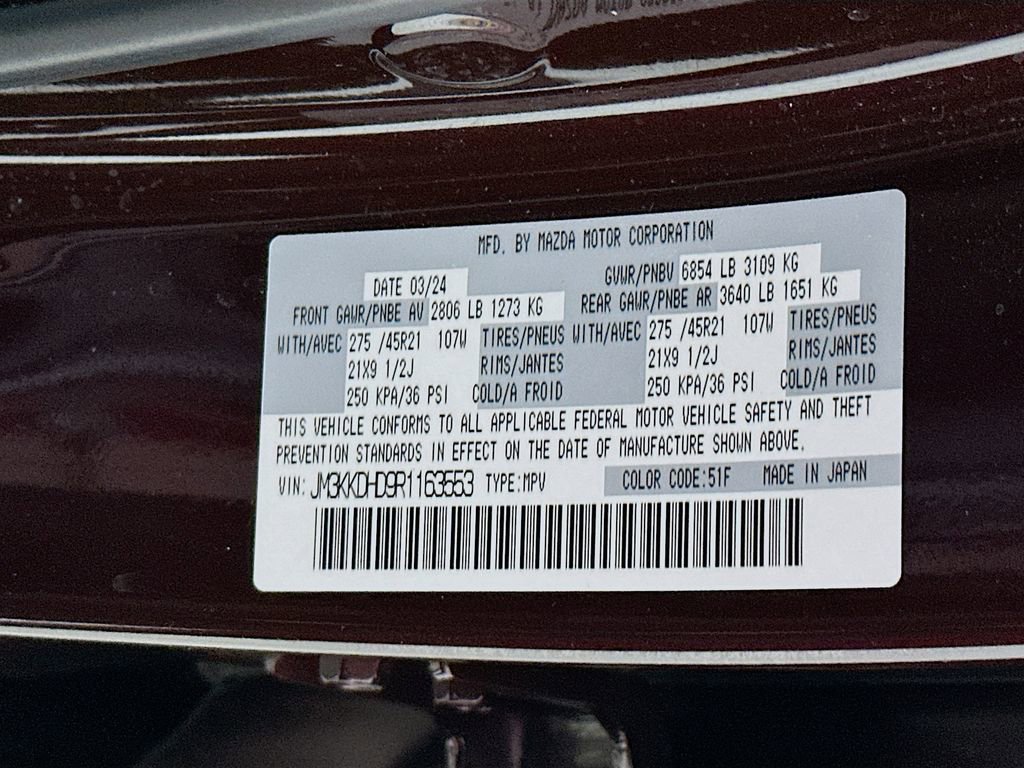 MFD. BY MAZDA MOTOR CORPORATION
DATE 03/24 GVWR/PNBV 6854 LB 3109 KG
FRONT GAWR/PNBE AV 2806 LB 1273 KG REAR GAWR/PNBE AR 3640 LB 1651 KG
WITH/AVEC 275 /45R21 107W TIRES/PNEUS WITH/AVEC 275 /45R21 107W TIRES/PNEUS
21X9 1/2J RIMS/JANTES 21X9 1/2J RIMS/JANTES
250 KPA/36 PSI COLD/A FROID 250 KPA/36 PSI COLD/A FROID
THIS VEHICLE CONFORMS TO ALL APPLICABLE FEDERAL MOTOR VEHICLE SAFETY AND THEFT
PREVENTION STANDARDS IN EFFECT ON THE DATE OF MANUFACTURE SHOWN ABOVE.
VIN: JM3KKDHD9R1163553 TYPE:MPV COLOR CODE:51F MADE IN JAPAN